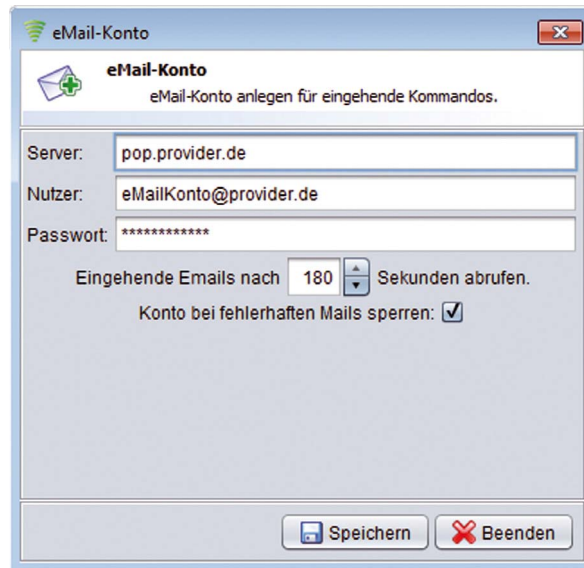 eMail-Konto
eMail-Konto
eMail-Konto anlegen für eingehende Kommandos.
Server: pop.provider.de
Nutzer: eMailKonto@provider.de
Passwort: ************
Eingehende Emails nach 180 Sekunden abrufen.
Konto bei fehlerhaften Mails sperren:
Speichern Beenden